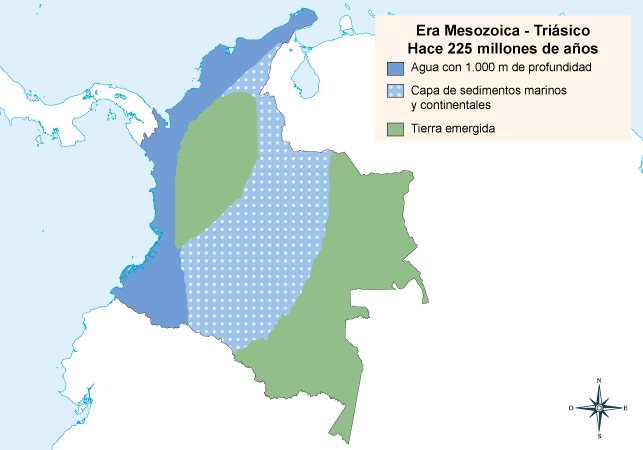 Era Mesozoica - Triásico
Hace 225 millones de años
Agua con 1.000 m de profundidad
Capa de sedimentos marinos
y continentales
Tierra emergida
N
O
E
S